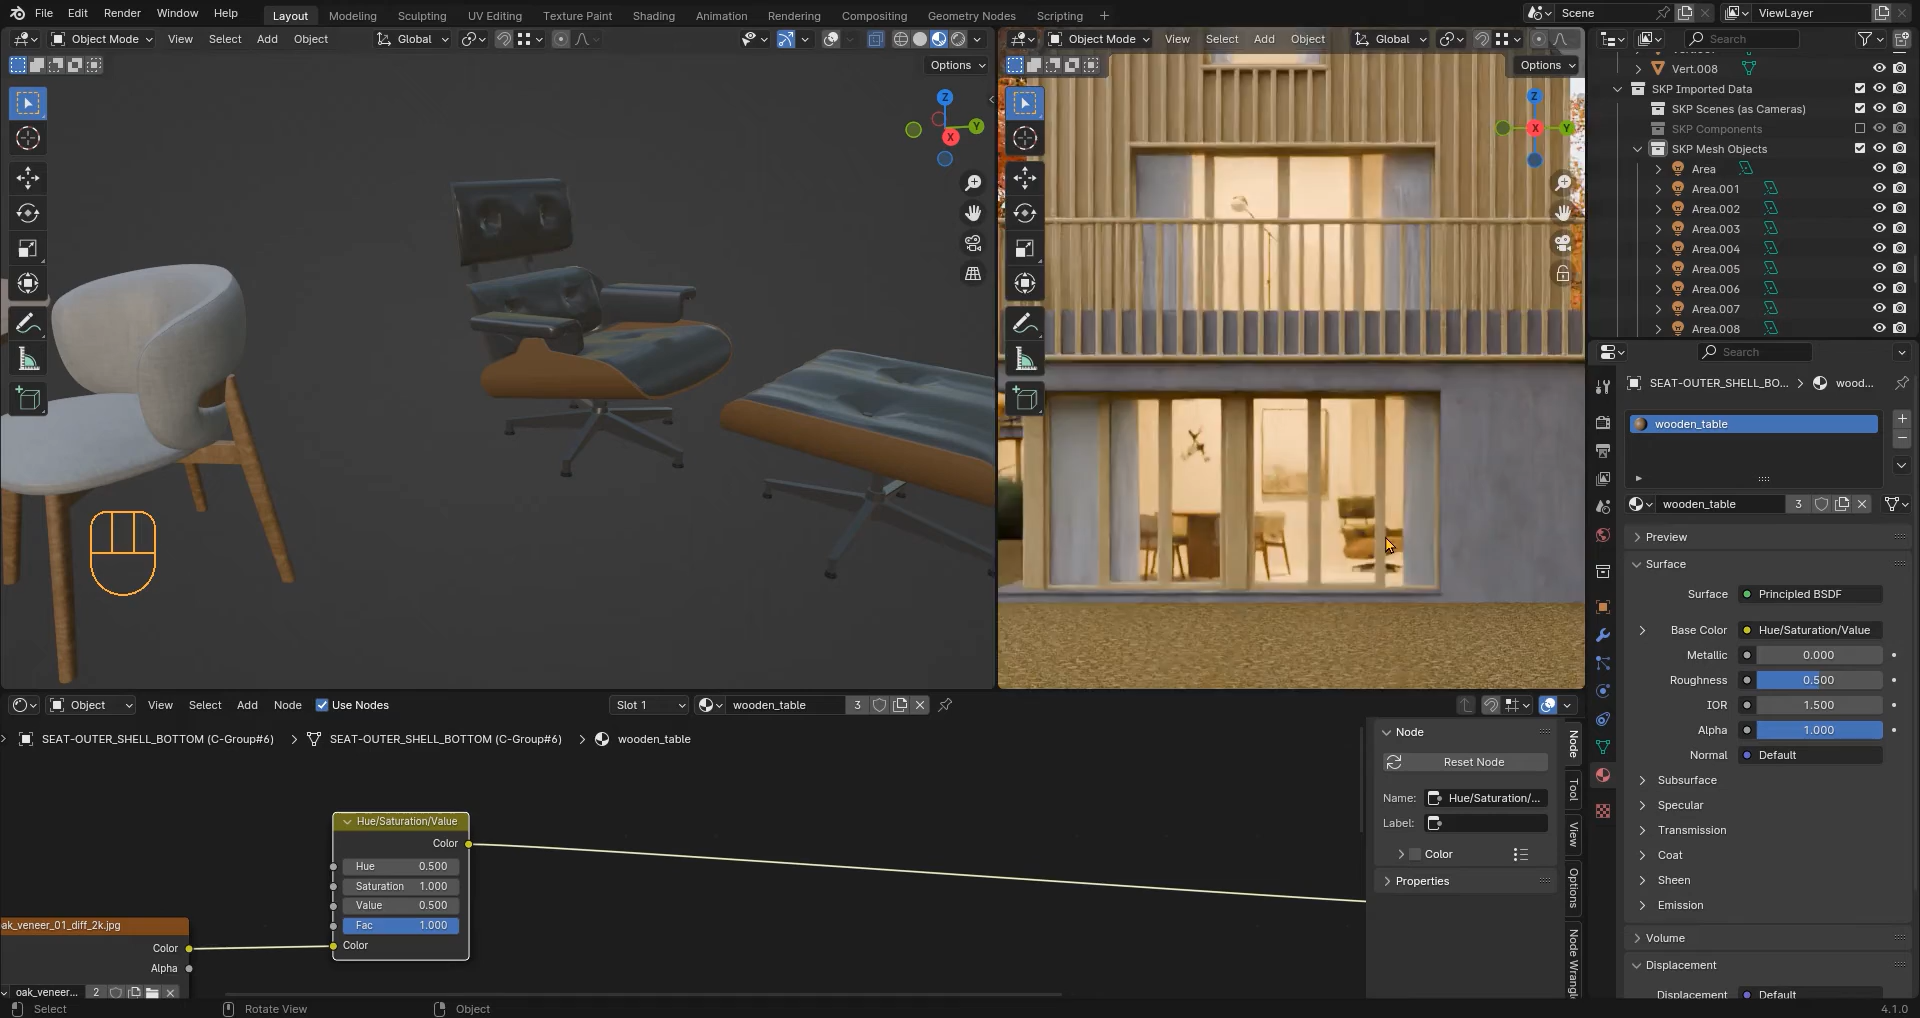 File Edit Render Window Help Layout Modeling Sculpting UV Editing Texture Paint Shading Animation Rendering Compositing Geometry Nodes Scripting + Scene ViewLayer
Object Mode View Select Add Object Global Object Mode View Select Add Object Global Search
Options Options
Vert.008
SKP Imported Data
SKP Scenes (as Cameras)
SKP Components
SKP Mesh Objects
Area
Area.001
Area.002
Area.003
Area.004
Area.005
Area.006
Area.007
Area.008
Z
Y
X
Z
X
Y
Search
SEAT-OUTER_SHELL_BO... wood...
wooden_table
wooden_table 3
Preview
Surface
Surface Principled BSDF
Base Color Hue/Saturation/Value
Metallic 0.000
Roughness 0.500
IOR 1.500
Alpha 1.000
Normal Default
Subsurface
Specular
Transmission
Coat
Sheen
Emission
Volume
Displacement
Displacement Default
Object View Select Add Node Use Nodes Slot 1 wooden_table 3
SEAT-OUTER_SHELL_BOTTOM (C-Group#6) SEAT-OUTER_SHELL_BOTTOM (C-Group#6) wooden_table
Hue/Saturation/Value
Color
Hue 0.500
Saturation 1.000
Value 0.500
Fac 1.000
Color
ak_veneer_01_diff_2k.jpg
Color
Alpha
oak_veneer... 2
Node
Reset Node
Name: Hue/Saturation/...
Label:
Color
Properties
Node
Tool
View
Options
Node Wrangl
Select Rotate View Object 4.1.0